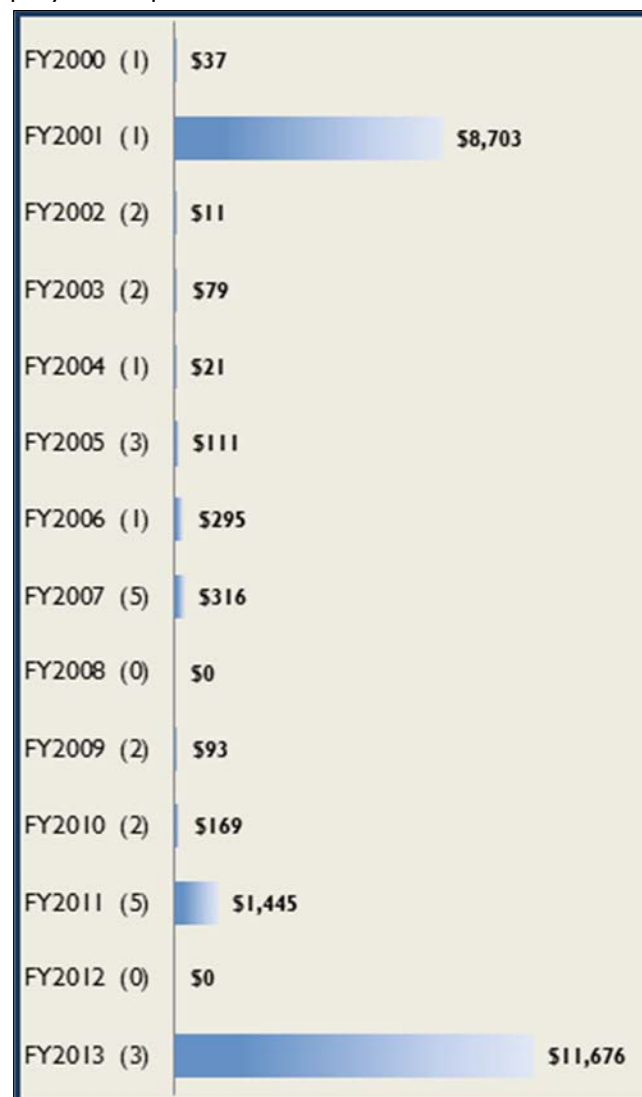 FY2000 (1) $37
FY2001 (1) $8,703
FY2002 (2) $11
FY2003 (2) $79
FY2004 (1) $21
FY2005 (3) $111
FY2006 (1) $295
FY2007 (5) $316
FY2008 (0) $0
FY2009 (2) $93
FY2010 (2) $169
FY2011 (5) $1,445
FY2012 (0) $0
FY2013 (3) $11,676